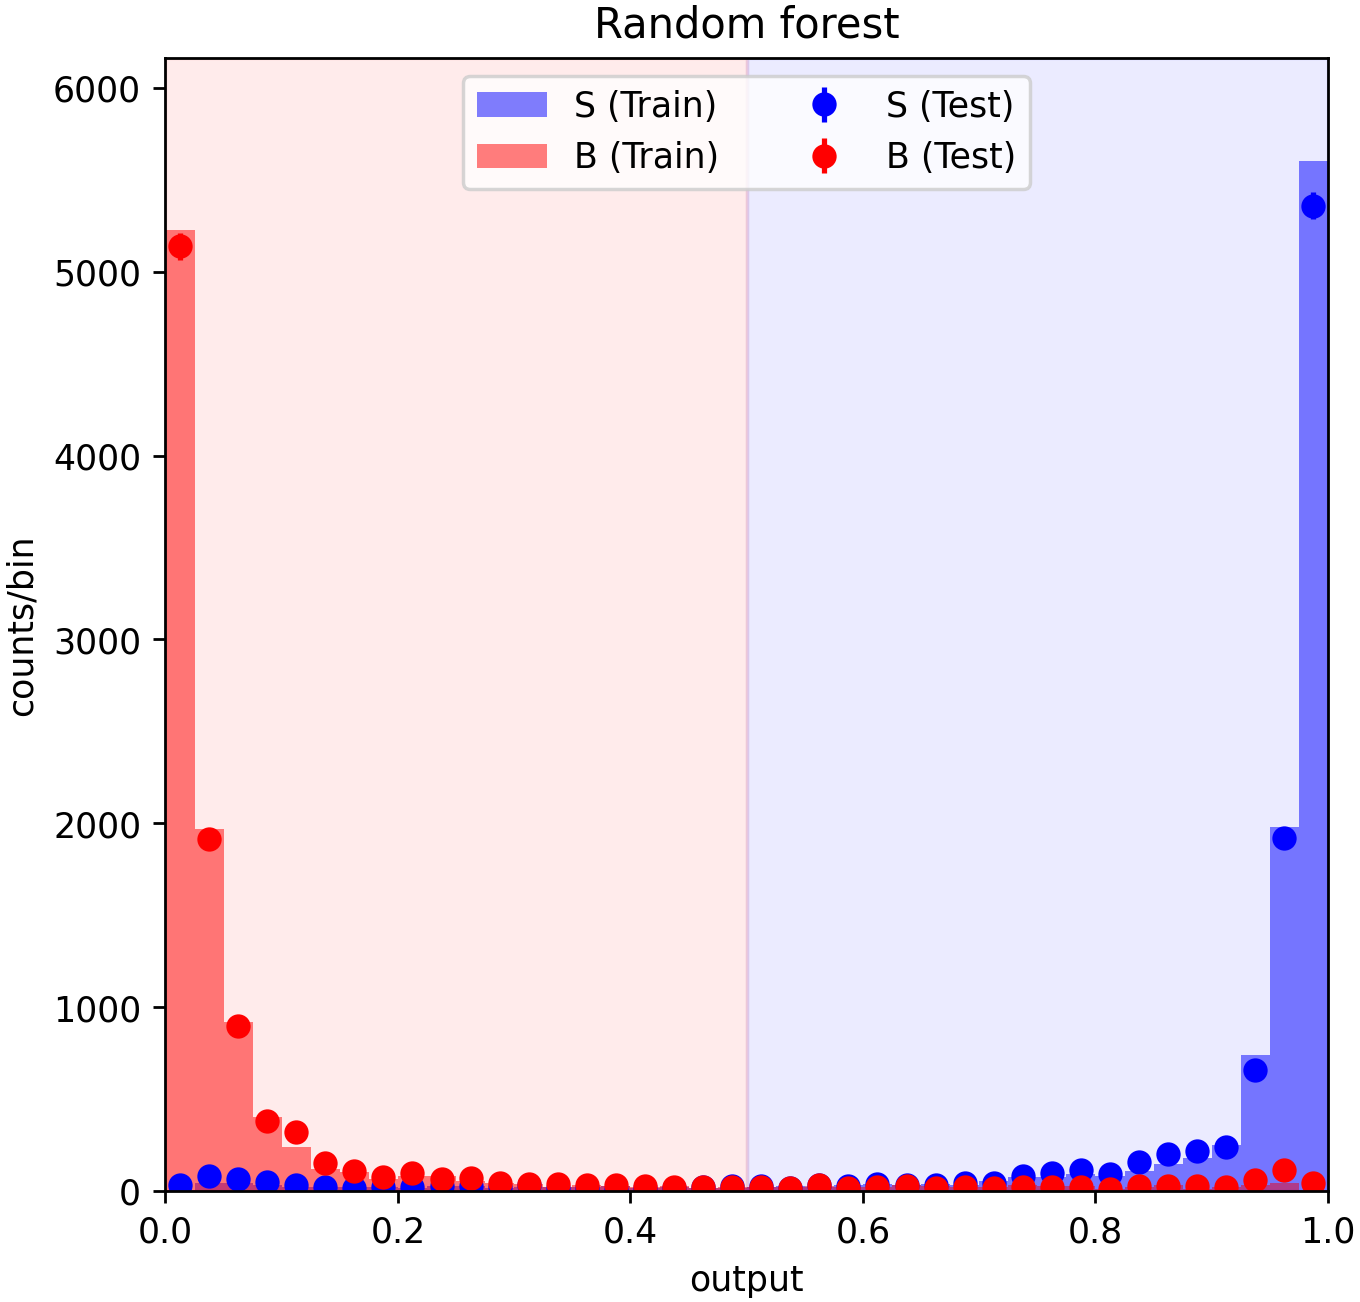 Random forest
S (Train)
B (Train)
S (Test)
B (Test)
counts/bin
6000
5000
4000
3000
2000
1000
0
0.0 0.2 0.4 0.6 0.8 1.0
output